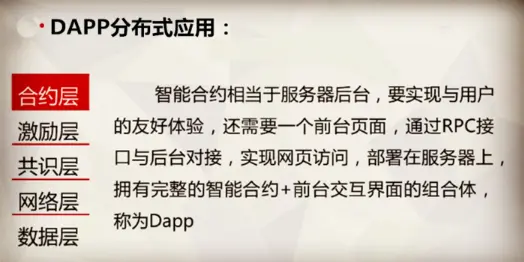 DAPP分布式应用：
合约层
激励层
共识层
网络层
数据层
智能合约相当于服务器后台，要实现与用户
的友好体验，还需要一个前台页面，通过RPC接
口与后台对接，实现网页访问，部署在服务器上，
拥有完整的智能合约+前台交互界面的组合体，
称为Dapp